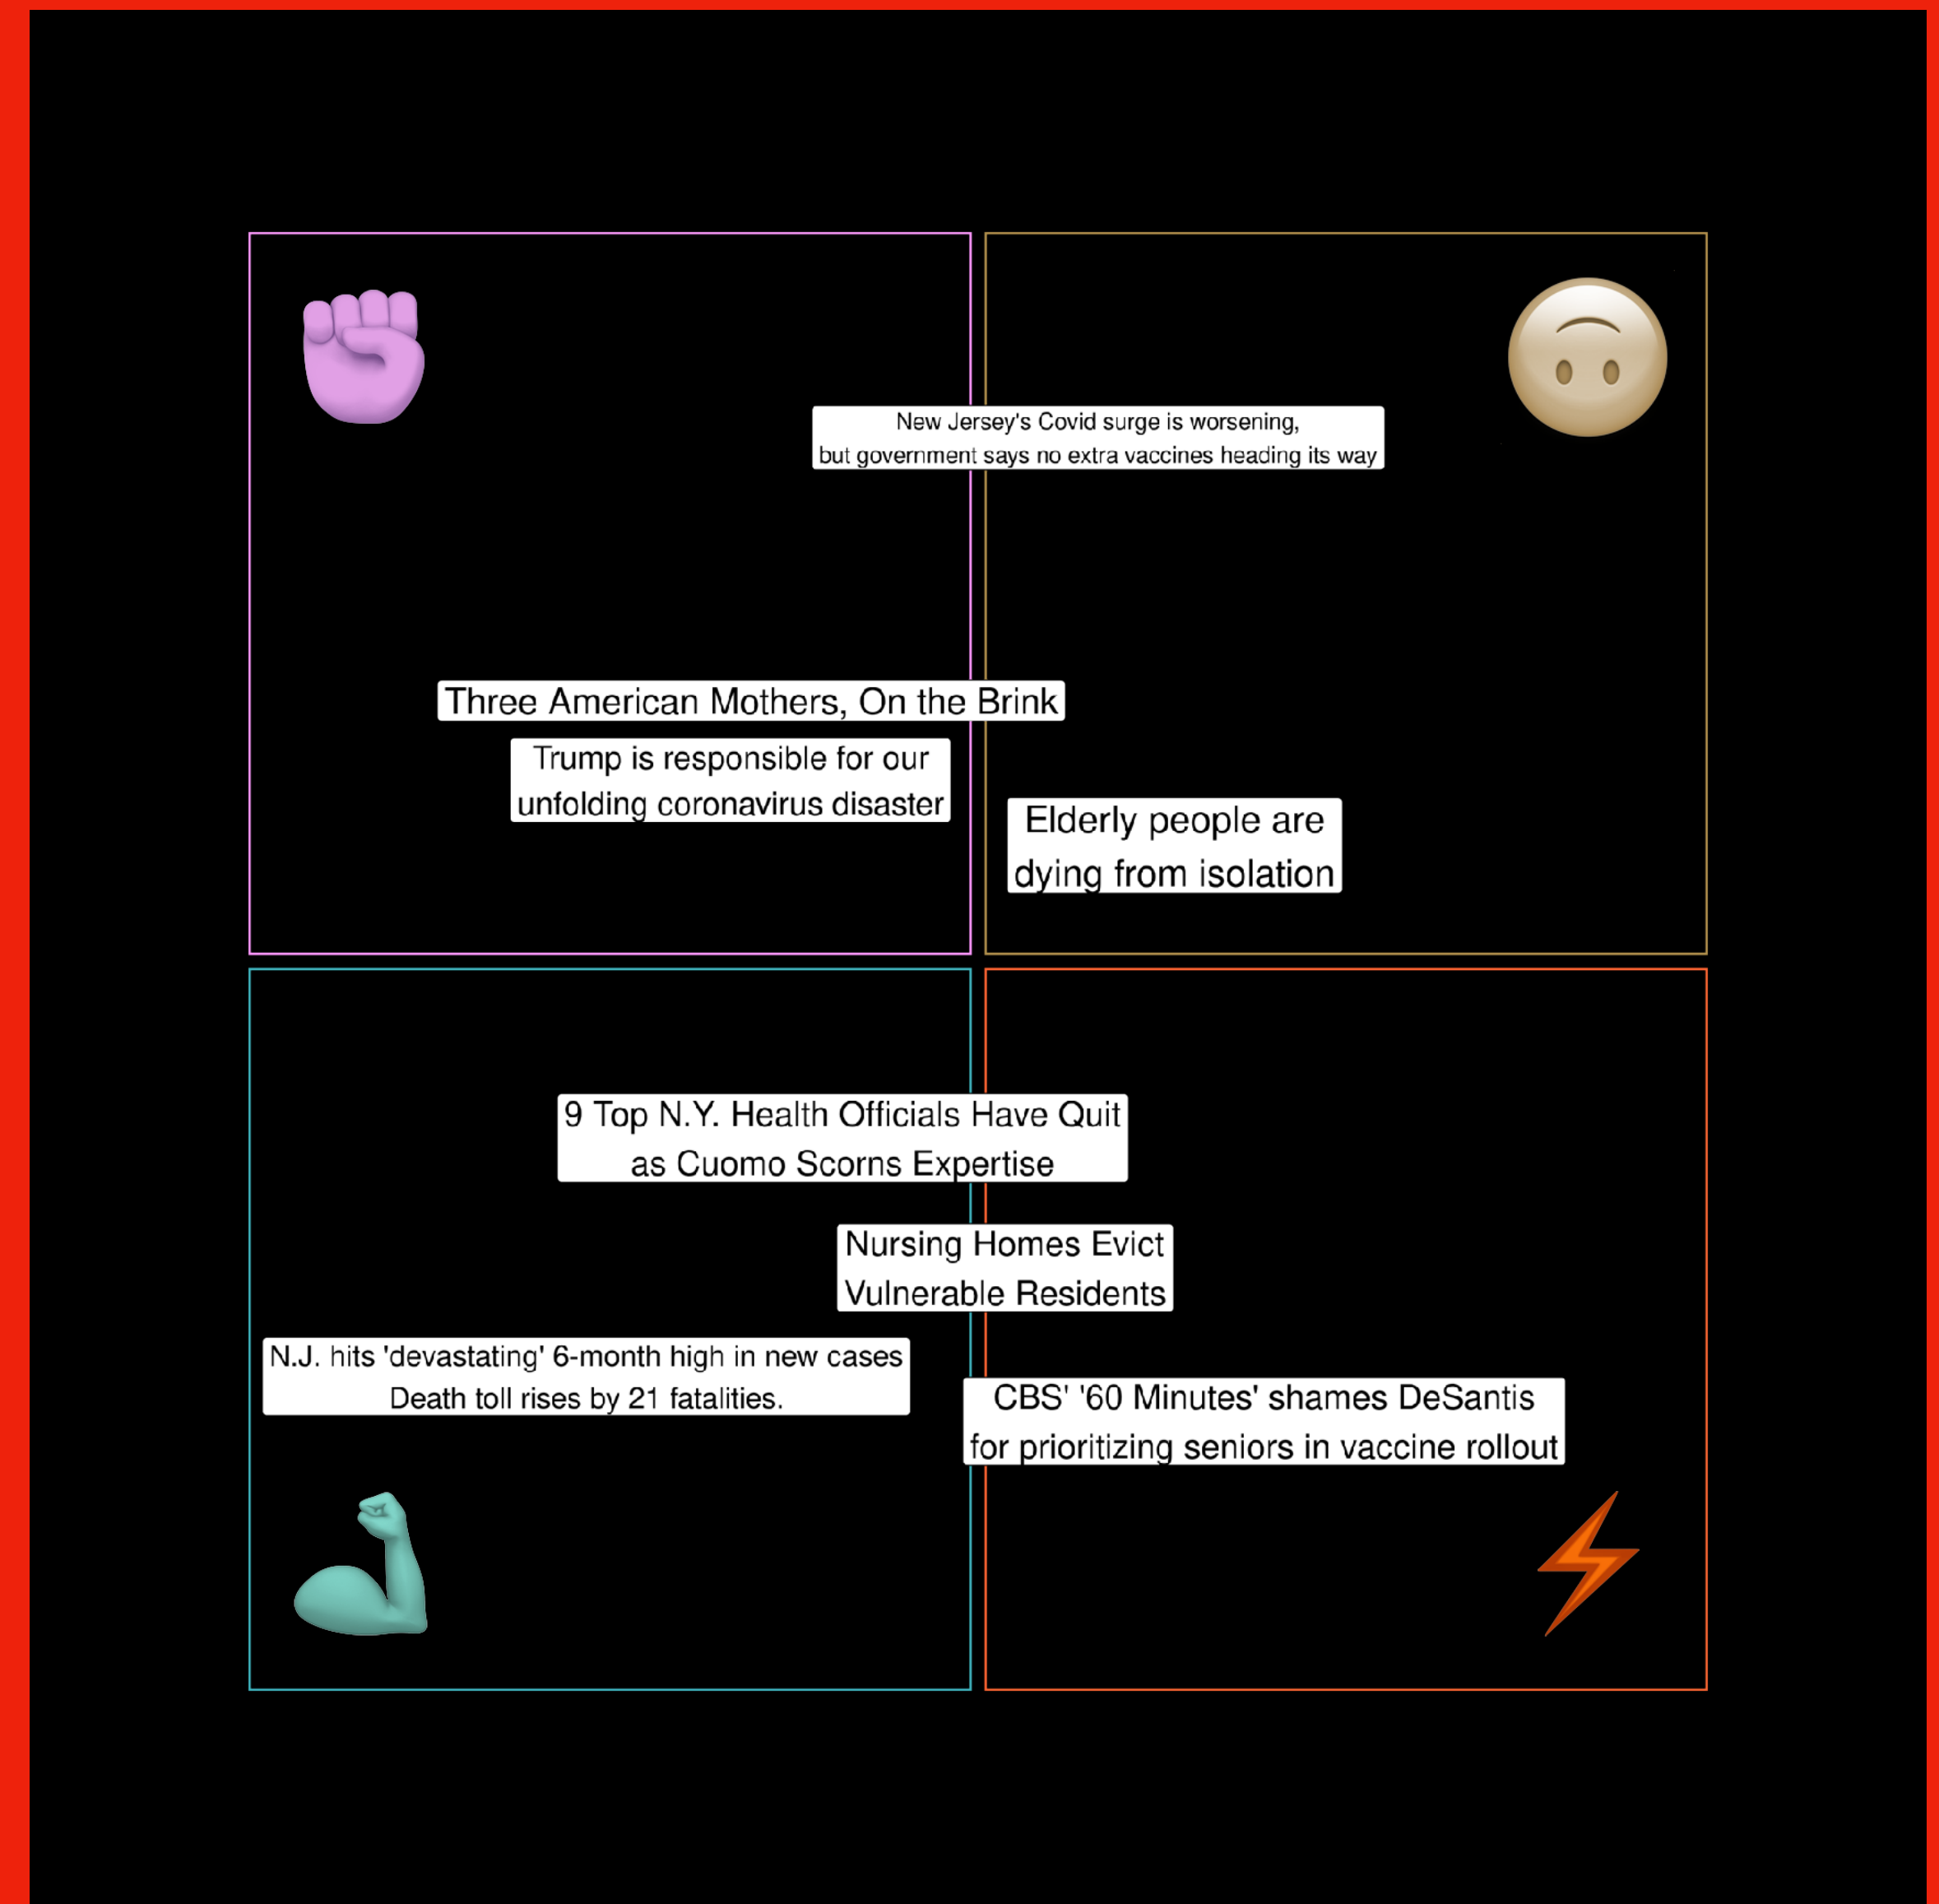 New Jersey's Covid surge is worsening,
but government says no extra vaccines heading its way
Three American Mothers, On the Brink
Trump is responsible for our
unfolding coronavirus disaster
Elderly people are
dying from isolation
9 Top N.Y. Health Officials Have Quit
as Cuomo Scorns Expertise
Nursing Homes Evict
Vulnerable Residents
N.J. hits 'devastating' 6-month high in new cases
Death toll rises by 21 fatalities.
CBS' '60 Minutes' shames DeSantis
for prioritizing seniors in vaccine rollout